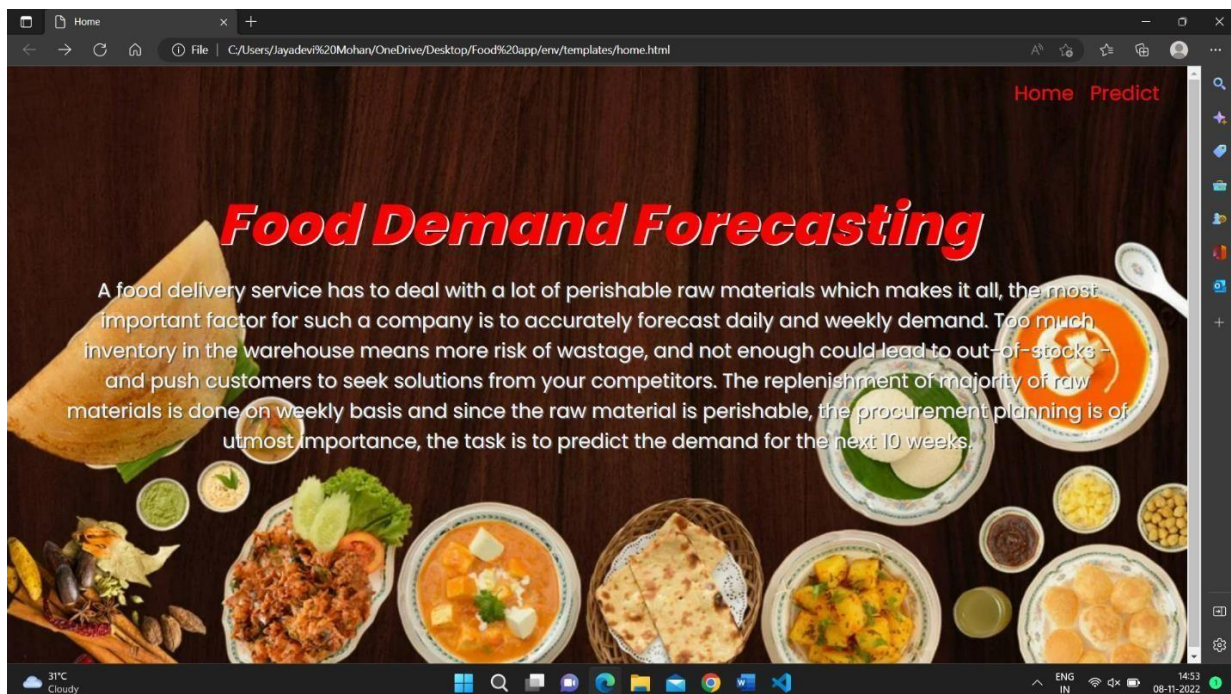 Home
File
C:/Users/Jayadevi%20Mohan/OneDrive/Desktop/Food%20app/env/templates/home.html
Home Predict
Food Demand Forecasting
A food delivery service has to deal with a lot of perishable raw materials which makes it all, the most
important factor for such a company is to accurately forecast daily and weekly demand. Too much
inventory in the warehouse means more risk of wastage, and not enough could lead to out-of-stocks -
and push customers to seek solutions from your competitors. The replenishment of majority of raw
materials is done on weekly basis and since the raw material is perishable, the procurement planning is of
utmost importance, the task is to predict the demand for the next 10 weeks.
31°C
Cloudy
ENG
IN
14:53
08-11-2022
1